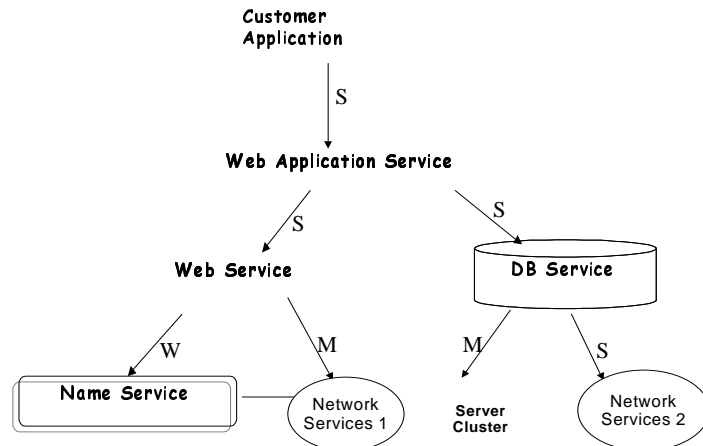 Customer
Application
S
Web Application Service
S
S
Web Service
DB Service
W
M
M
S
Name Service
Network
Services 1
Server
Cluster
Network
Services 2